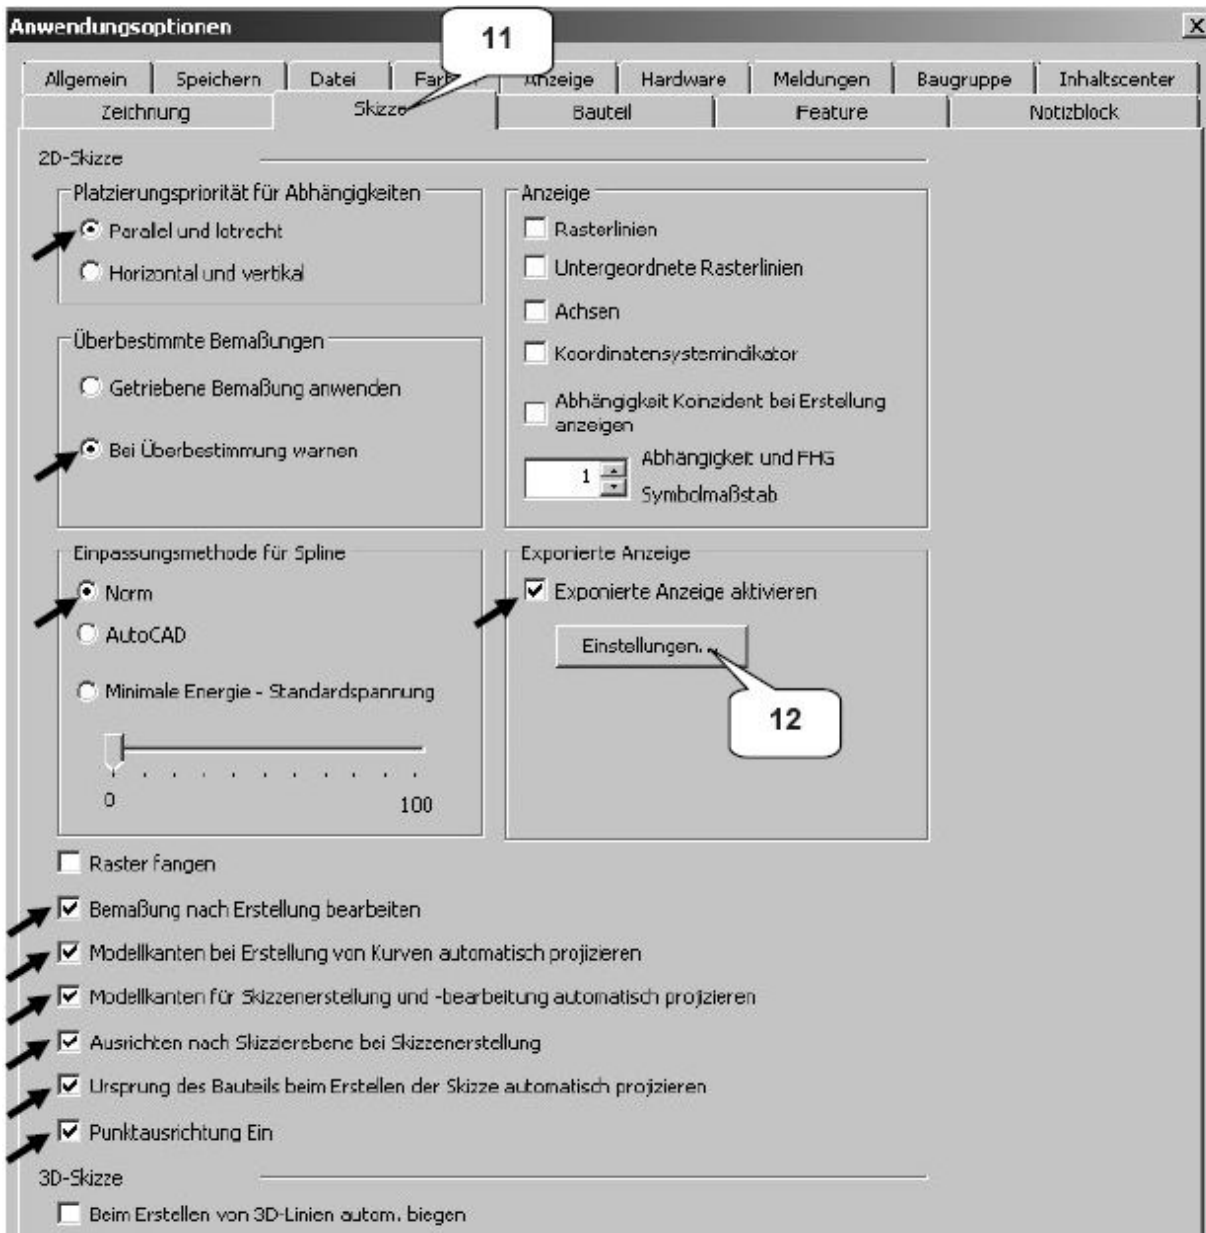 Anwendungsoptionen
11
Allgemein Speichern Datei Anzeige Hardware Meldungen Baugruppe Inhaltscenter
Zeichnung Skizze Bauteil Feature Notizblock
2D-Skizze
Platzierungspriorität für Abhängigkeiten
Parallel und lotrecht
Horizontal und vertikal
Überbestimmte Bemaßungen
Getriebene Bemaßung anwenden
Bei Überbestimmung warnen
Anzeige
Rasterlinien
Untergeordnete Rasterlinien
Achsen
Koordinatensystemindikator
Abhängigkeit Koinzident bei Erstellung
anzeigen
1 Abhängigkeit und FHG
Symbolmaßstab
Einpassungsmethode für Spline
Norm
AutoCAD
Minimale Energie - Standardspannung
0 100
Exponierte Anzeige
Exponierte Anzeige aktivieren
Einstellungen...
12
Raster fangen
Bemaßung nach Erstellung bearbeiten
Modellkanten bei Erstellung von Kurven automatisch projizieren
Modellkanten für Skizzenerstellung und -bearbeitung automatisch projizieren
Ausrichten nach Skizzierebene bei Skizzenerstellung
Ursprung des Bauteils beim Erstellen der Skizze automatisch projizieren
Punktausrichtung Ein
3D-Skizze
Beim Erstellen von 3D-Linien autom. biegen